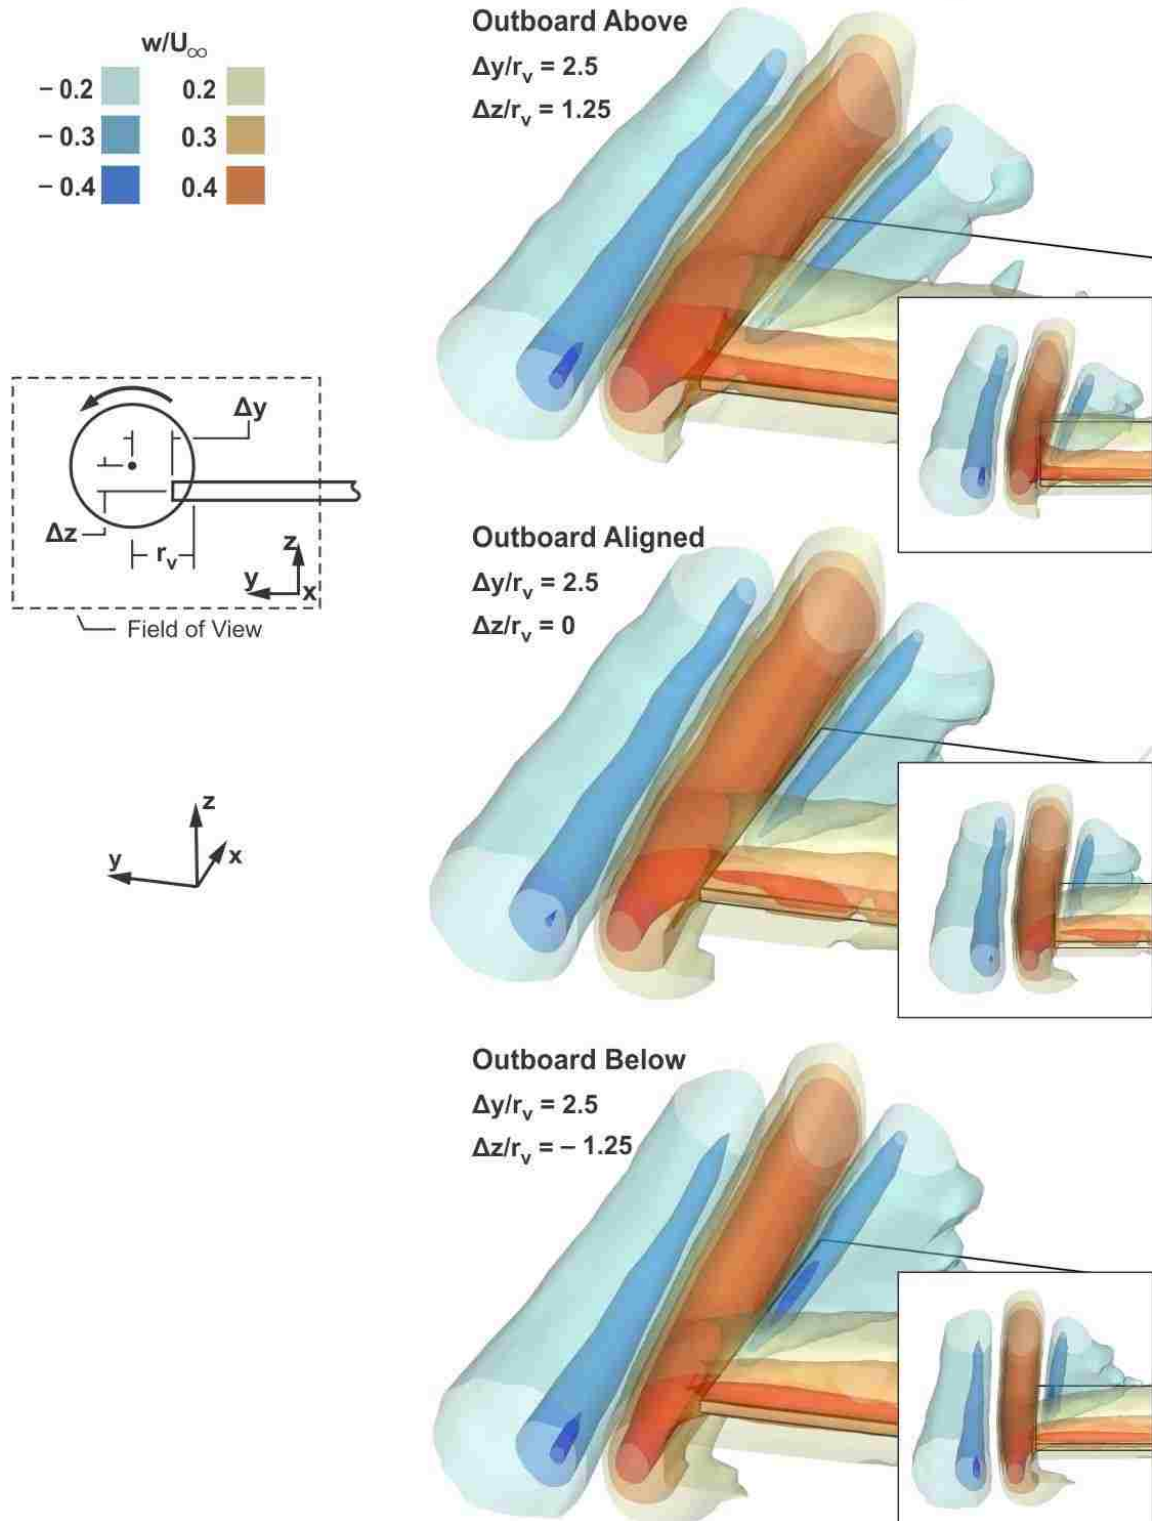 w/U∞
– 0.2 0.2
– 0.3 0.3
– 0.4 0.4
Δy
Δz
rv
z
y
x
Field of View
z
y
x
Outboard Above
Δy/rv = 2.5
Δz/rv = 1.25
Outboard Aligned
Δy/rv = 2.5
Δz/rv = 0
Outboard Below
Δy/rv = 2.5
Δz/rv = – 1.25